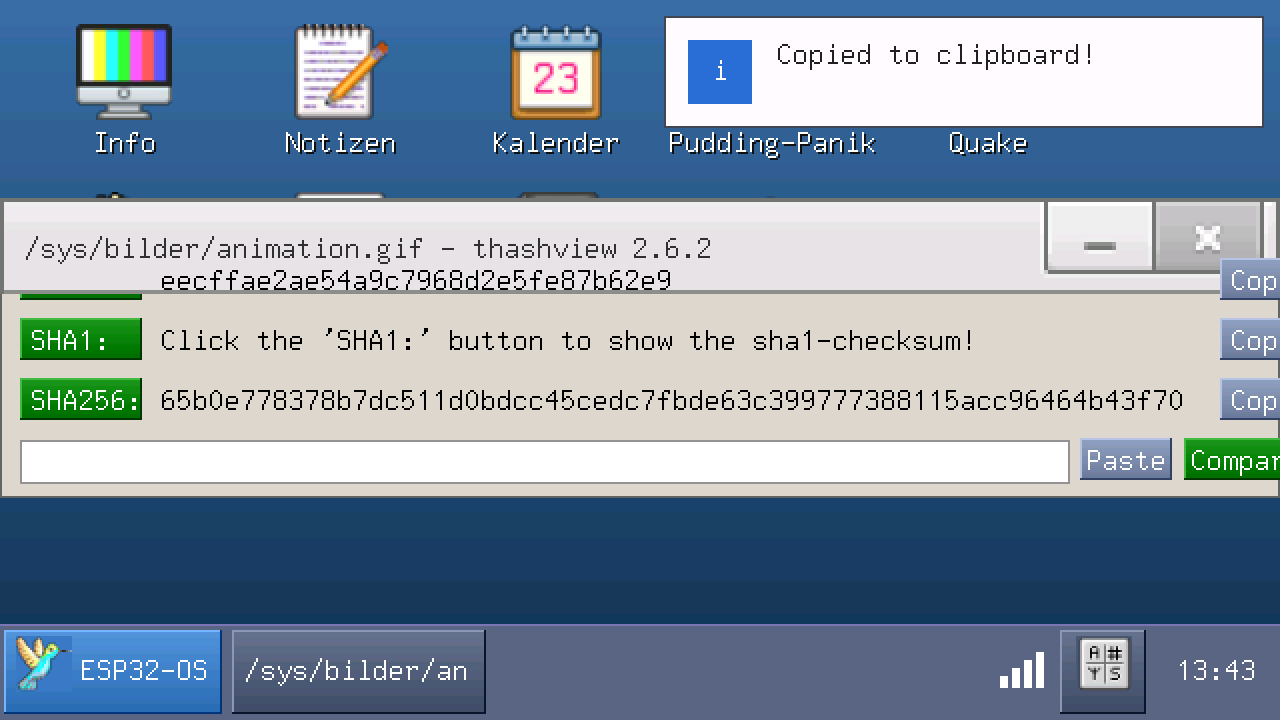 i
Copied to clipboard!
23
Info
Notizen
Kalender
Pudding-Panik
Quake
/sys/bilder/animation.gif - thashview 2.6.2
eecffae2ae54a9c7968d2e5fe87b62e9
Cop
SHA1:
Click the 'SHA1:' button to show the sha1-checksum!
Cop
SHA256:
65b0e778378b7dc511d0bdcc45cedc7fbde63c399777388115acc96464b43f70
Cop
Paste
Compar
ESP32-OS
/sys/bilder/an
A#
YS
13:43